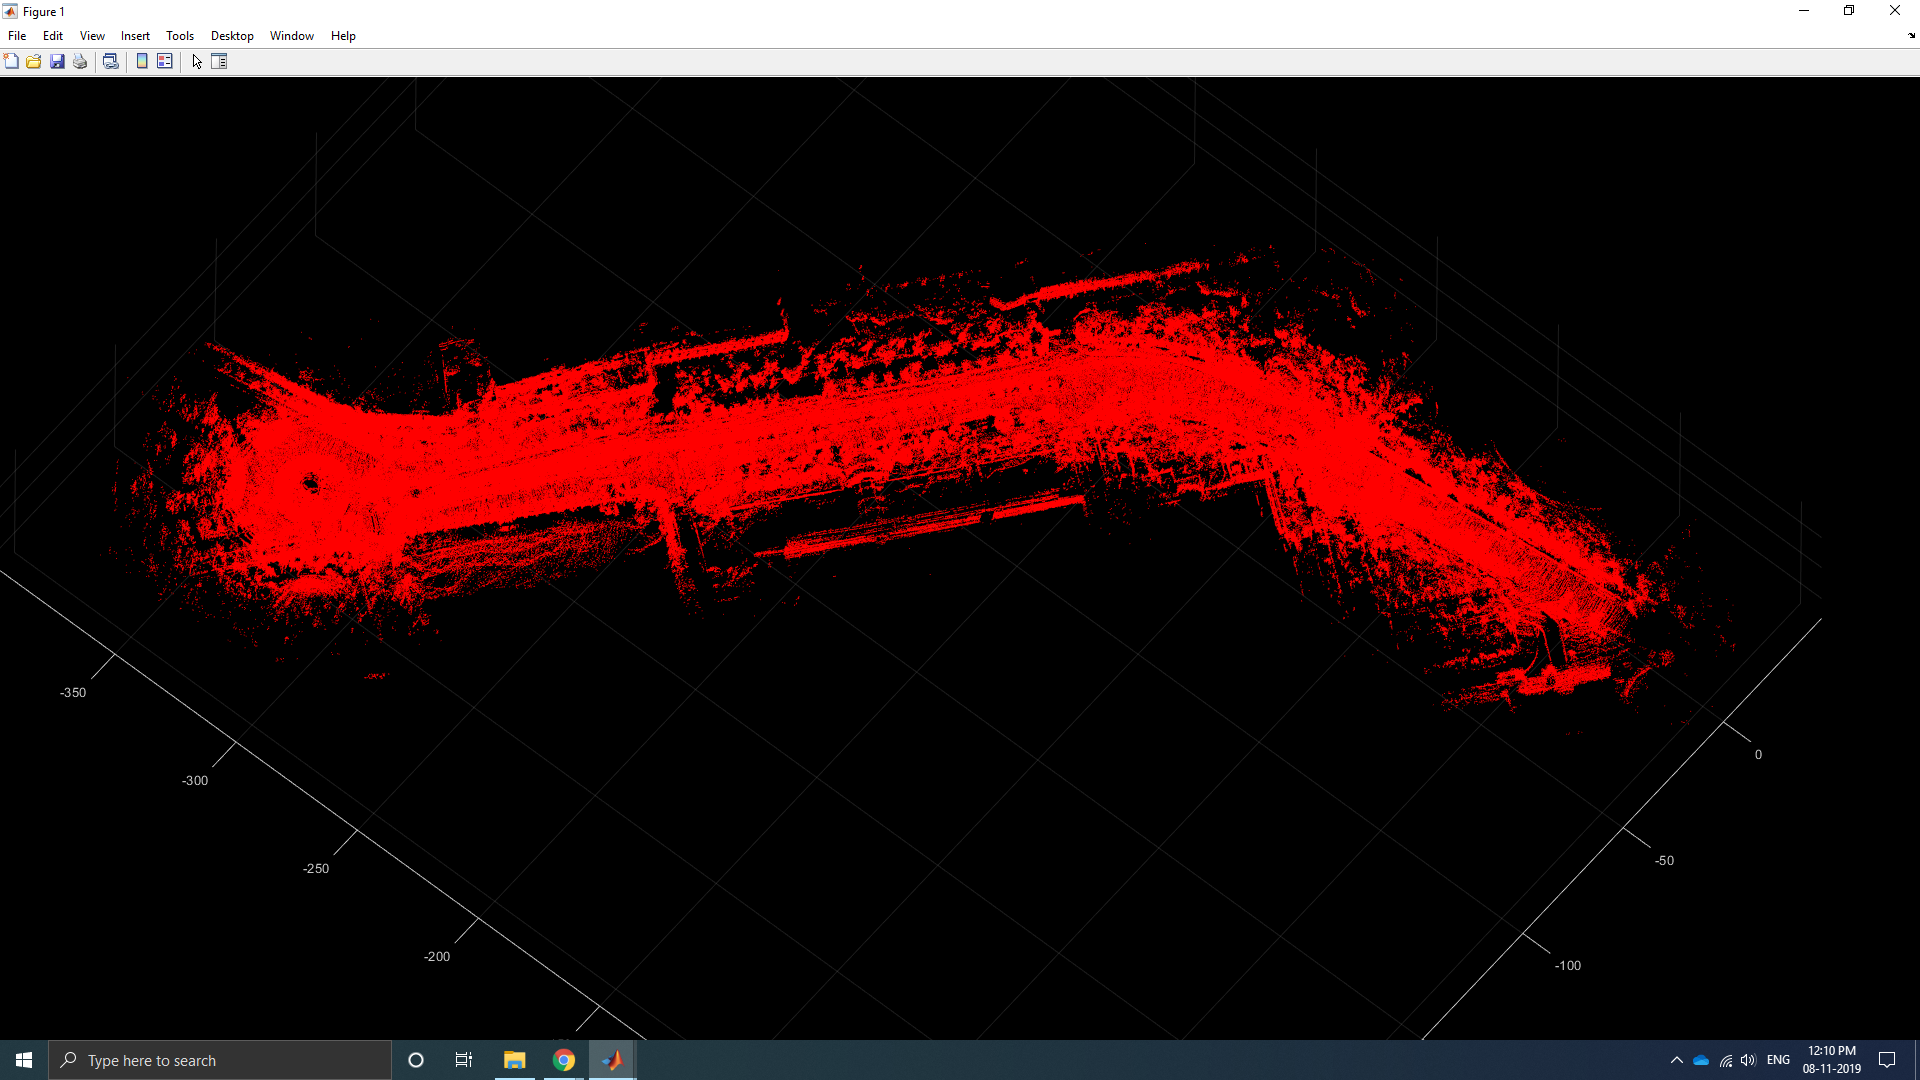 Figure 1
File Edit View Insert Tools Desktop Window Help
-350
-300
-250
-200
0
-50
-100
Type here to search
ENG
12:10 PM
08-11-2019